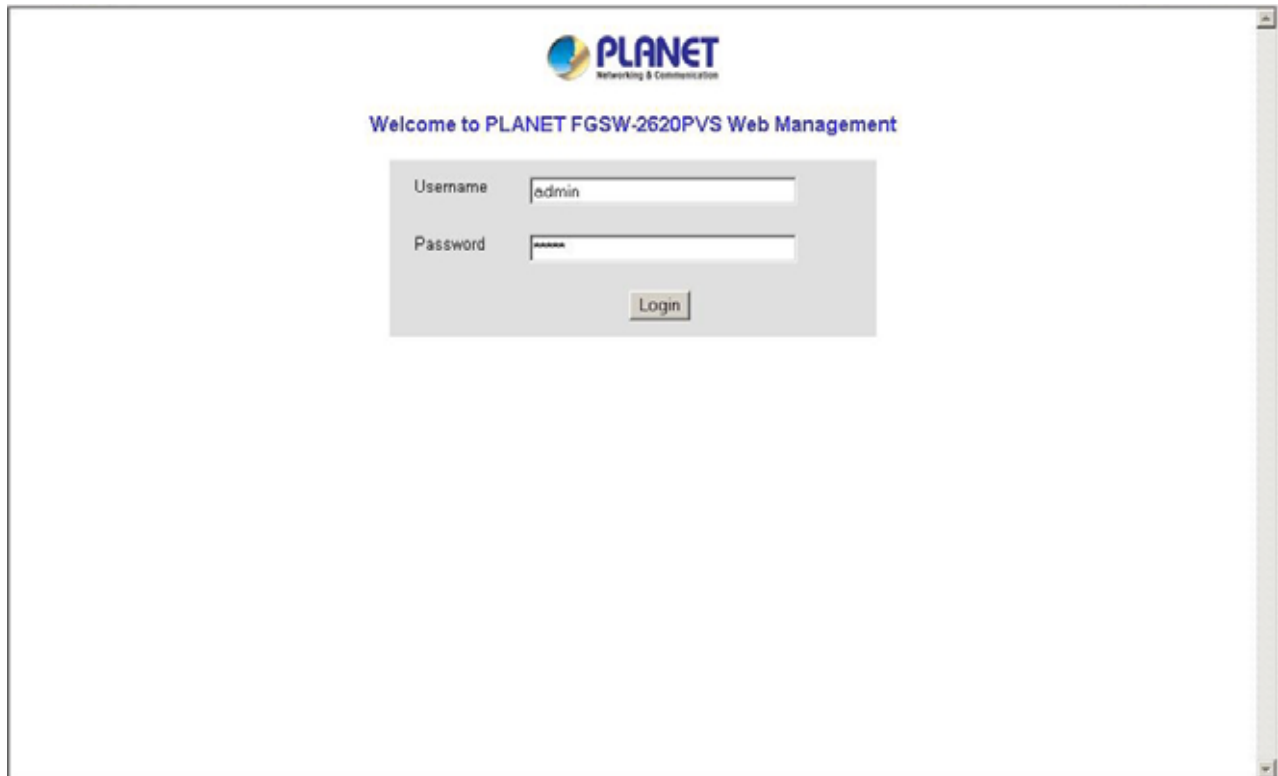 PLANET
Networking & Communication
Welcome to PLANET FGSW-2620PVS Web Management
Username admin
Password *****
Login